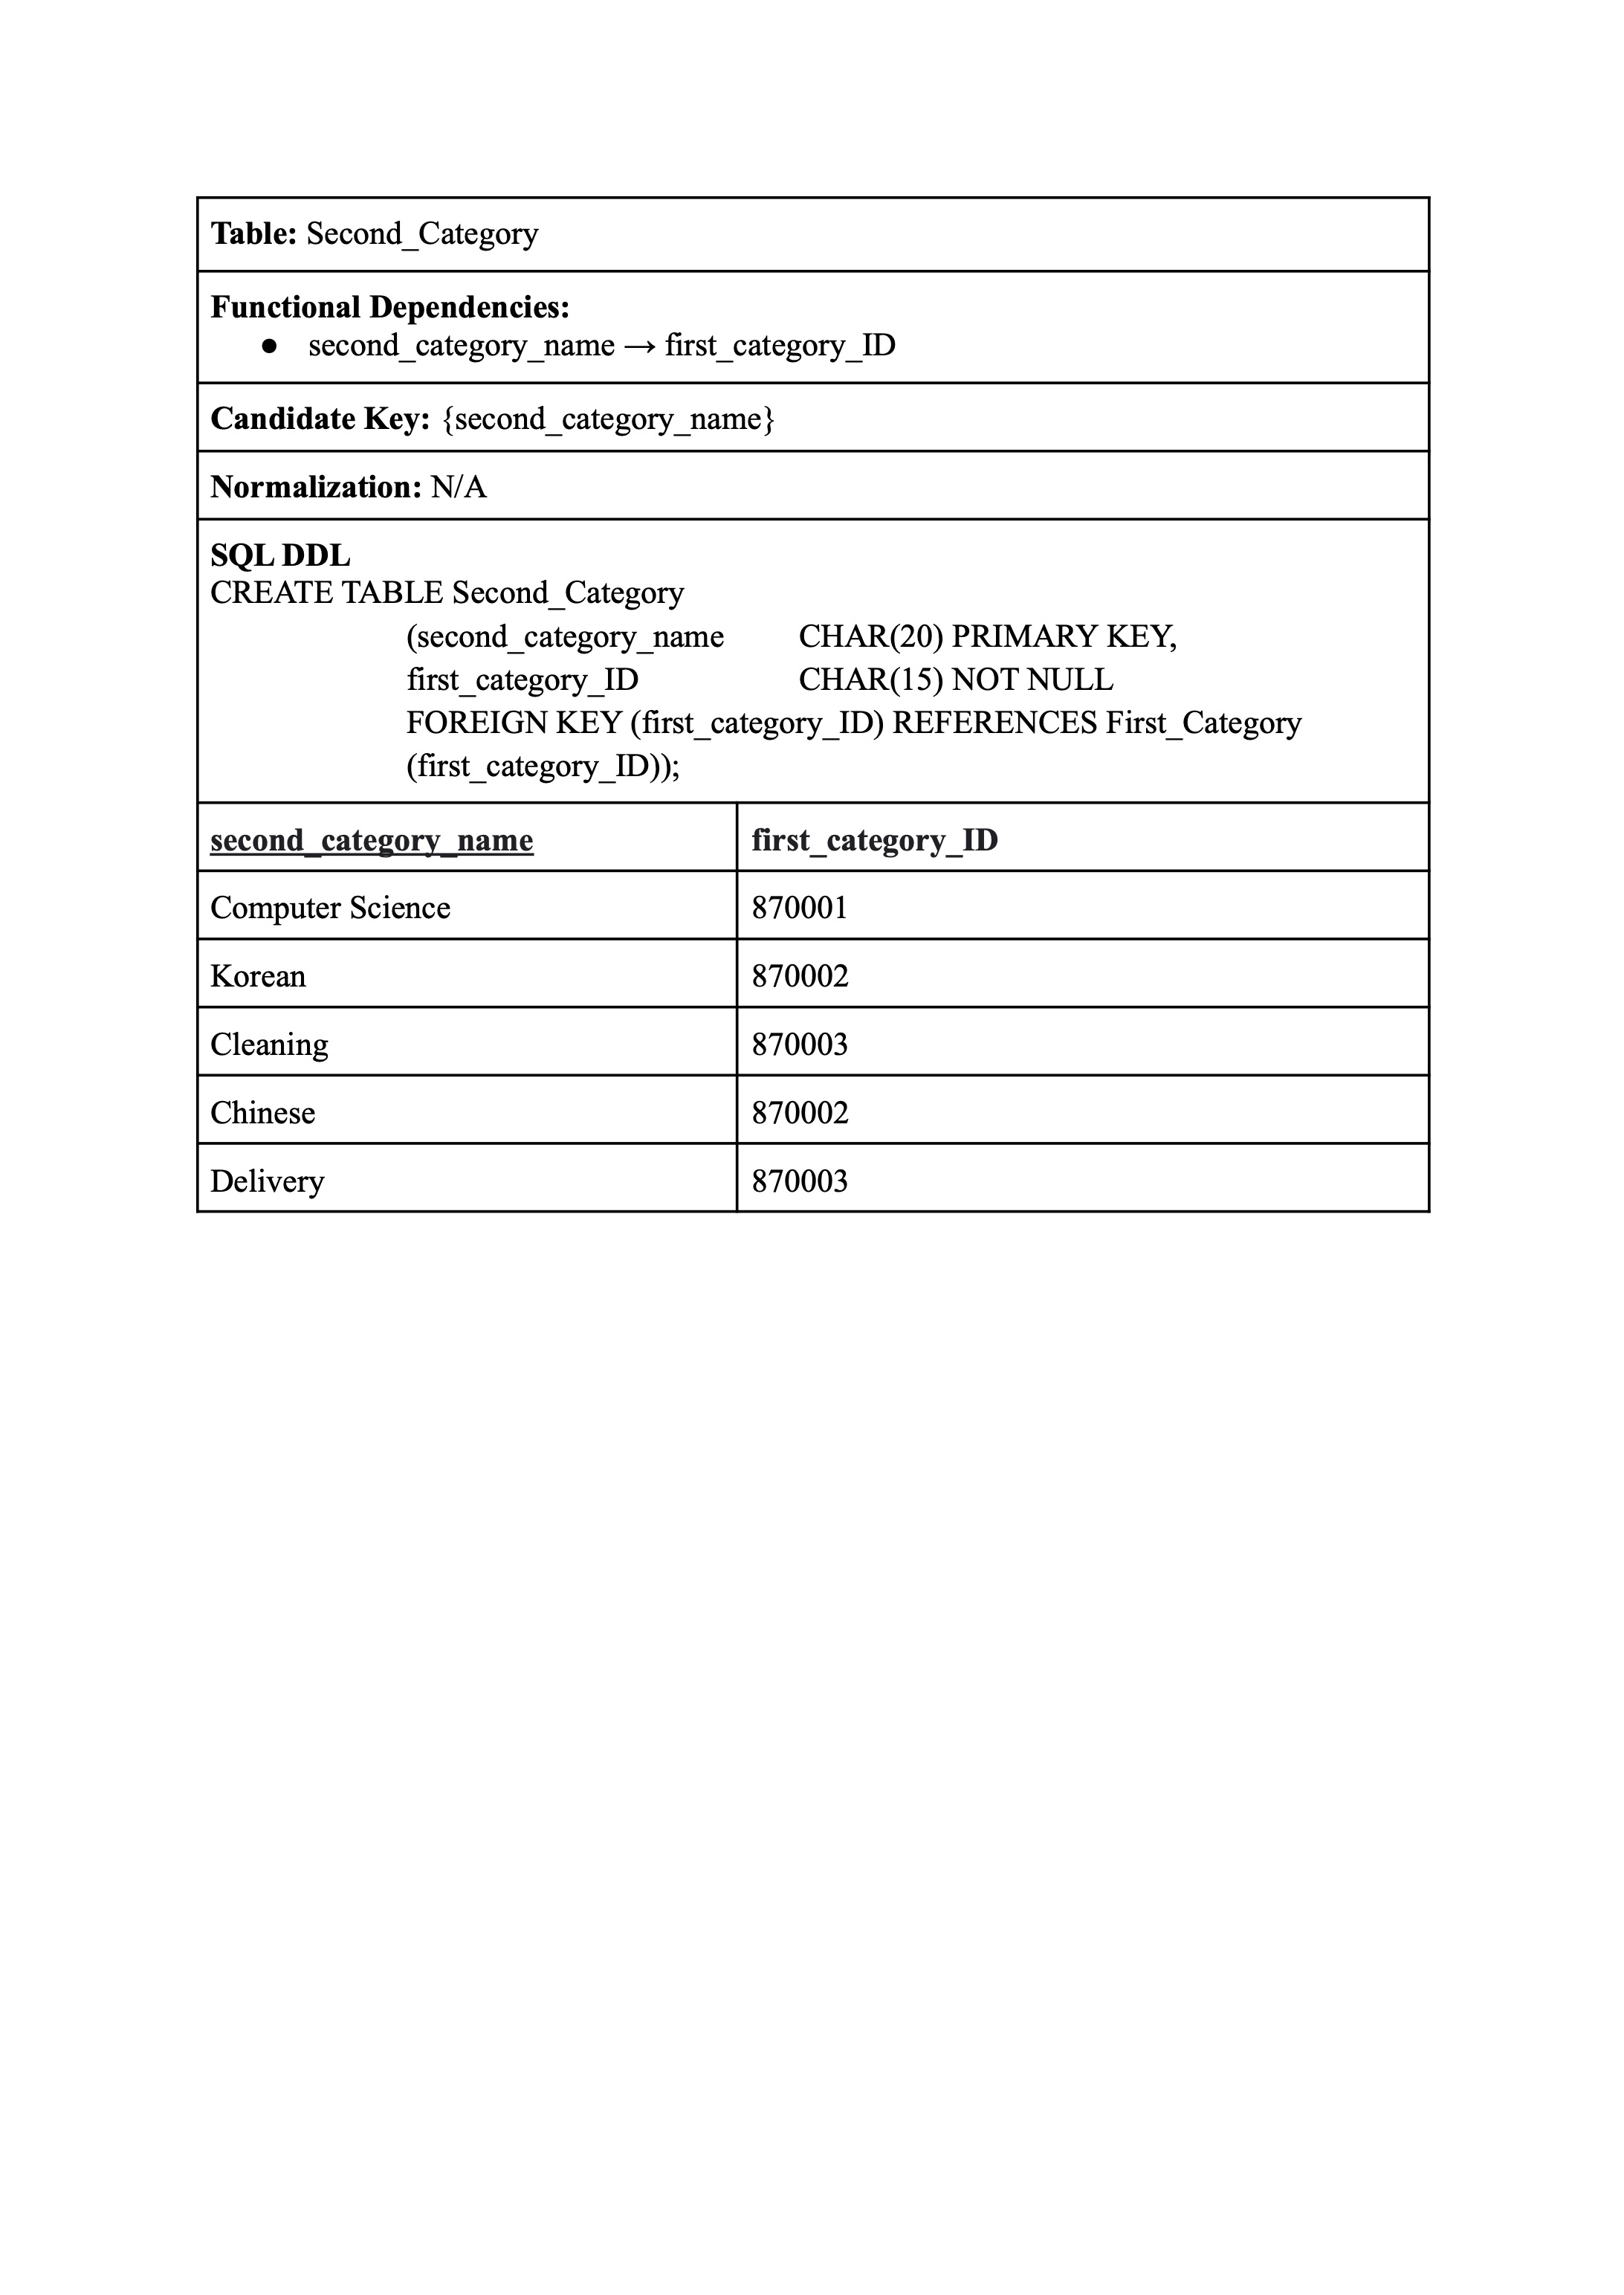 Table: Second_Category
Functional Dependencies:
● second_category_name → first_category_ID
Candidate Key: {second_category_name}
Normalization: N/A
SQL DDL
CREATE TABLE Second_Category
(second_category_name CHAR(20) PRIMARY KEY,
first_category_ID CHAR(15) NOT NULL
FOREIGN KEY (first_category_ID) REFERENCES First_Category
(first_category_ID));
second_category_name first_category_ID
Computer Science 870001
Korean 870002
Cleaning 870003
Chinese 870002
Delivery 870003